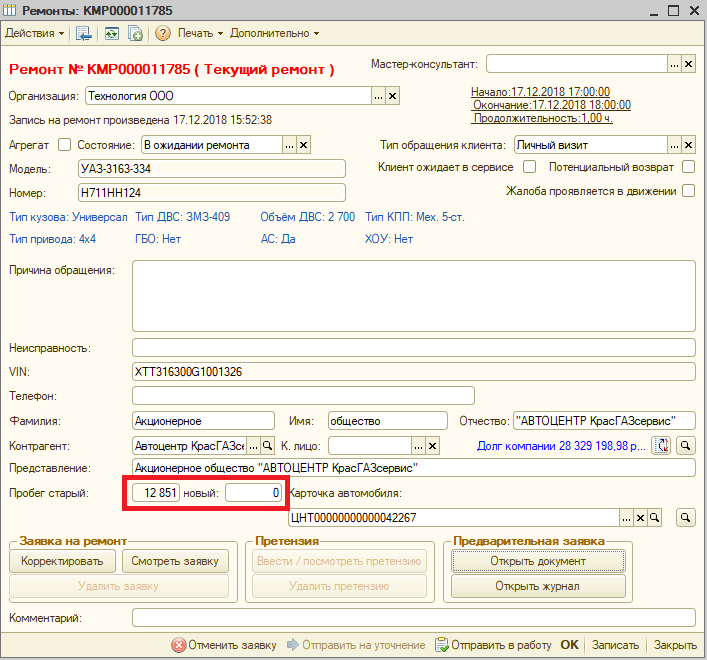 Ремонты: КМР000011785
Действия Печать Дополнительно
Ремонт № КМР000011785 ( Текущий ремонт ) Мастер-консультант: ...
Организация: Технология ООО ... Начало:17.12.2018 17:00:00
Окончание:17.12.2018 18:00:00
Запись на ремонт произведена 17.12.2018 15:52:38 Продолжительность:1,00 ч.
Агрегат Состояние: В ожидании ремонта ... Тип обращения клиента: Личный визит ...
Модель: УАЗ-3163-334 Клиент ожидает в сервисе Потенциальный возврат
Номер: Н711НН124 Жалоба проявляется в движении
Тип кузова: Универсал Тип ДВС: ЗМЗ-409 Объём ДВС: 2 700 Тип КПП: Мех. 5-ст.
Тип привода: 4x4 ГБО: Нет АС: Да ХОУ: Нет
Причина обращения:
Неисправность:
VIN: XTT316300G1001326
Телефон:
Фамилия: Акционерное Имя: общество Отчество: "АВТОЦЕНТР КрасГАЗсервис"
Контрагент: Автоцентр КрасГАЗсе ... К. лицо: ... Долг компании 28 329 198,98 р...
Представление: Акционерное общество "АВТОЦЕНТР КрасГАЗсервис"
Пробег старый: 12 851 новый: 0 Карточка автомобиля:
ЦНТ00000000000042267 ...
Заявка на ремонт Претензия Предварительная заявка
Корректировать Смотреть заявку Ввести / посмотреть претензию Открыть документ
Удалить заявку Удалить претензию Открыть журнал
Комментарий:
Отменить заявку Отправить на уточнение Отправить в работу OK Записать Закрыть